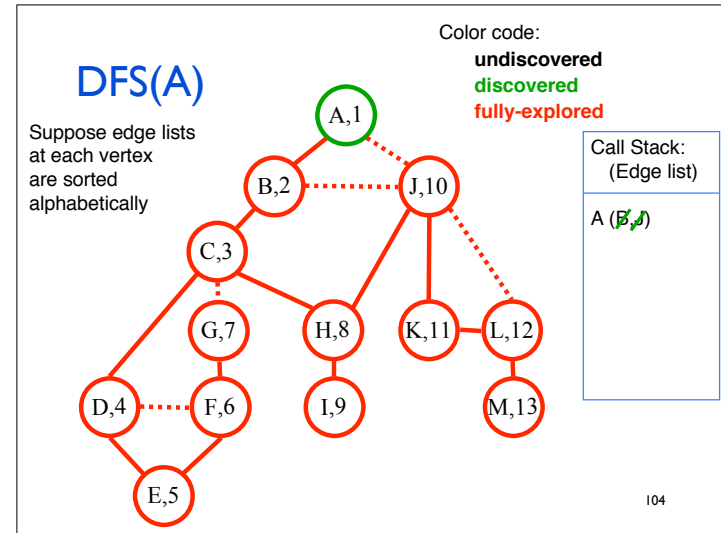 DFS(A)
Suppose edge lists
at each vertex
are sorted
alphabetically
Color code:
undiscovered
discovered
fully-explored
Call Stack:
(Edge list)
A (B,J)
A,1
B,2
J,10
C,3
G,7
H,8
K,11
L,12
D,4
F,6
I,9
M,13
E,5
104